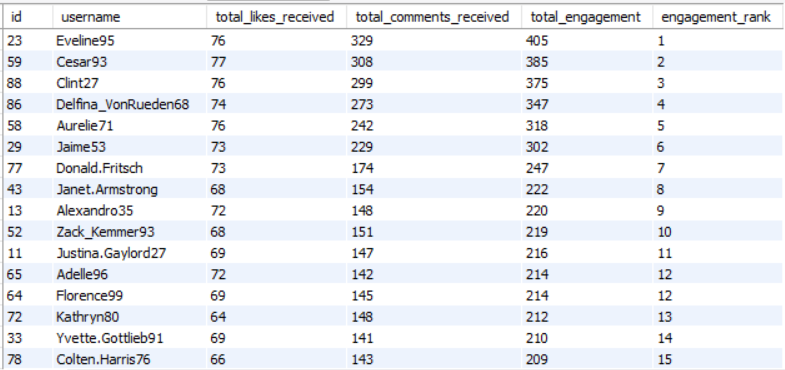 id username total_likes_received total_comments_received total_engagement engagement_rank
23 Eveline95 76 329 405 1
59 Cesar93 77 308 385 2
88 Clint27 76 299 375 3
86 Delfina_VonRueden68 74 273 347 4
58 Aurelie71 76 242 318 5
29 Jaime53 73 229 302 6
77 Donald.Fritsch 73 174 247 7
43 Janet.Armstrong 68 154 222 8
13 Alexandro35 72 148 220 9
52 Zack_Kemmer93 68 151 219 10
11 Justina.Gaylord27 69 147 216 11
65 Adelle96 72 142 214 12
64 Florence99 69 145 214 12
72 Kathryn80 64 148 212 13
33 Yvette.Gottlieb91 69 141 210 14
78 Colten.Harris76 66 143 209 15